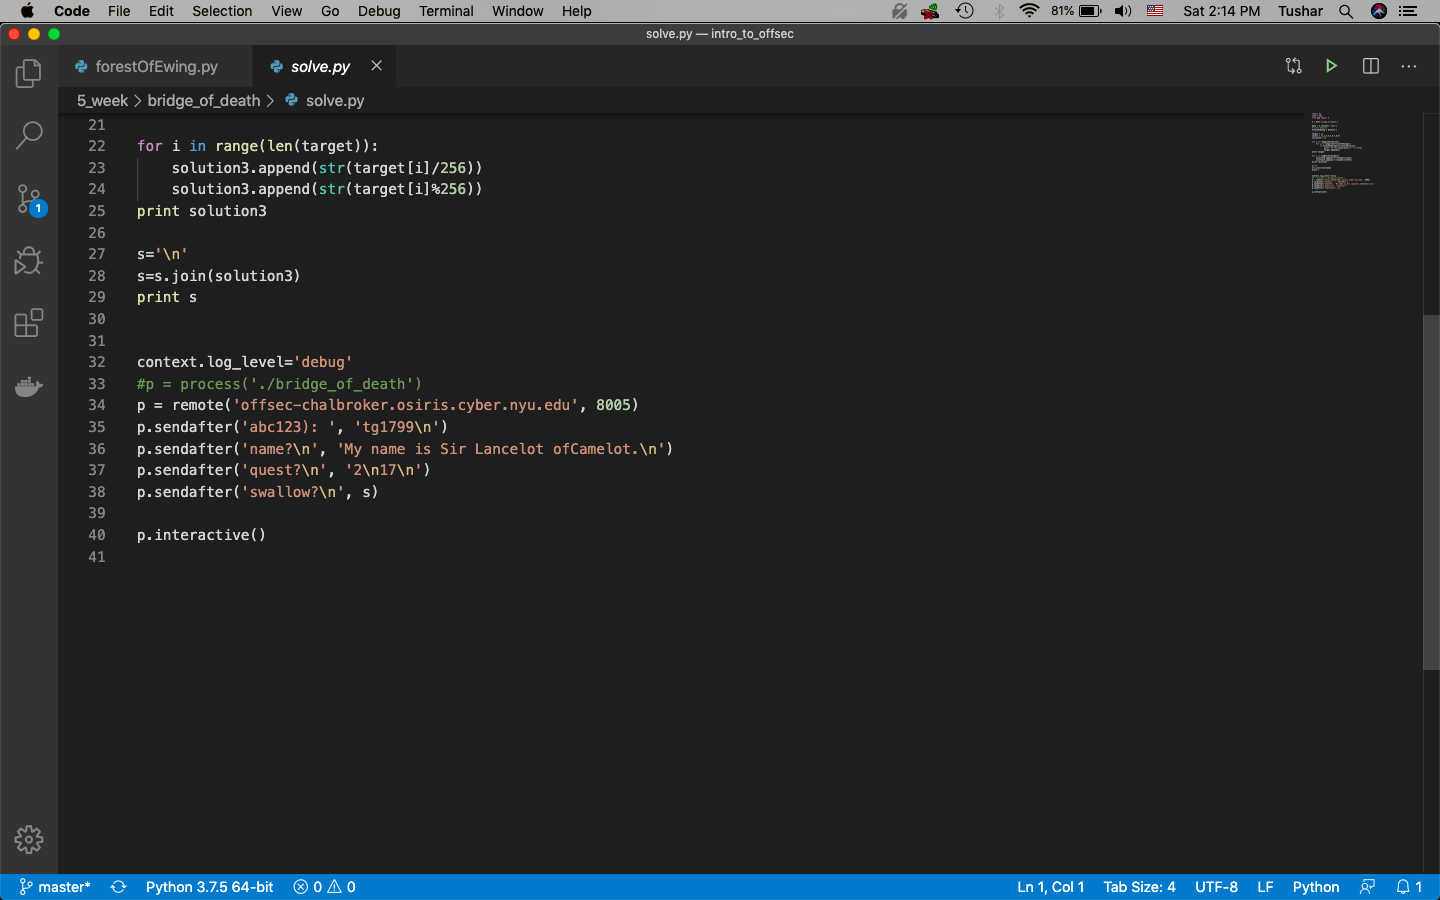 Code File Edit Selection View Go Debug Terminal Window Help 81% Sat 2:14 PM Tushar
solve.py — intro_to_offsec
forestOfEwing.py solve.py
5_week > bridge_of_death > solve.py
21
22 for i in range(len(target)):
23 solution3.append(str(target[i]/256))
24 solution3.append(str(target[i]%256))
25 print solution3
26
27 s='\n'
28 s=s.join(solution3)
29 print s
30
31
32 context.log_level='debug'
33 #p = process('./bridge_of_death')
34 p = remote('offsec-chalbroker.osiris.cyber.nyu.edu', 8005)
35 p.sendafter('abc123): ', 'tg1799\n')
36 p.sendafter('name?\n', 'My name is Sir Lancelot ofCamelot.\n')
37 p.sendafter('quest?\n', '2\n17\n')
38 p.sendafter('swallow?\n', s)
39
40 p.interactive()
41
1
master* Python 3.7.5 64-bit 0 0 Ln 1, Col 1 Tab Size: 4 UTF-8 LF Python 1